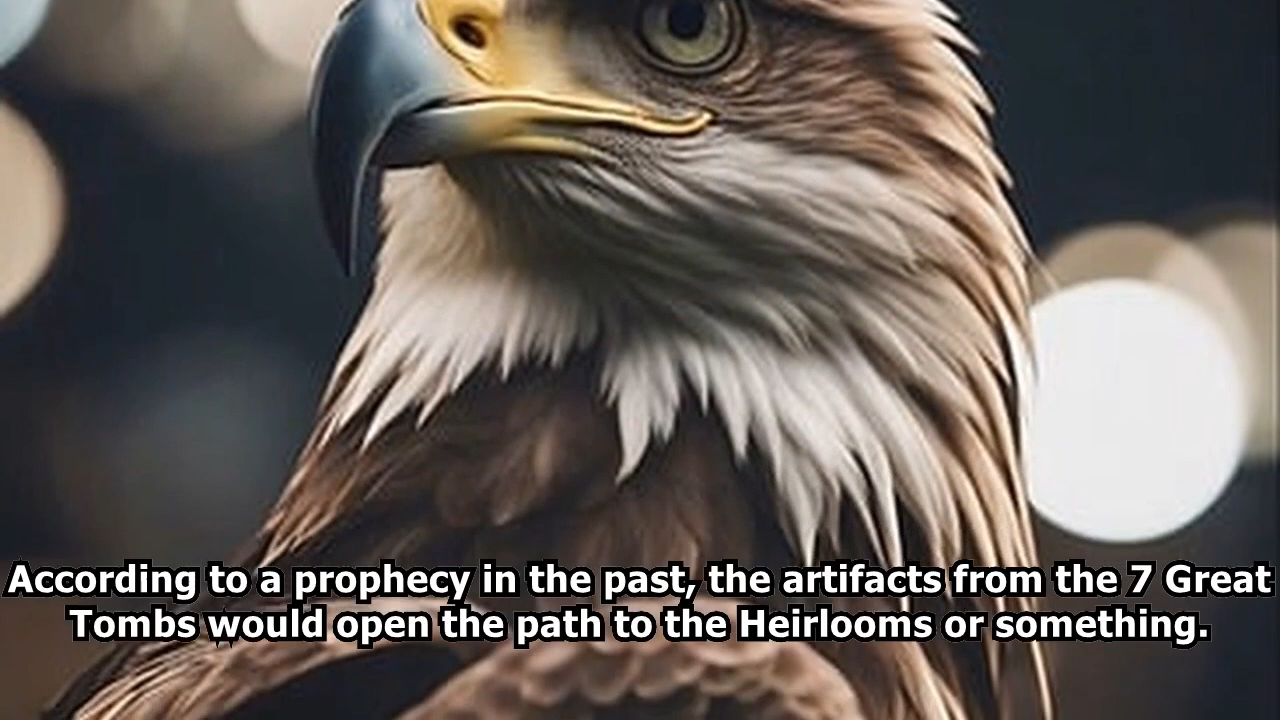 According to a prophecy in the past, the artifacts from the 7 Great
Tombs would open the path to the Heirlooms or something.